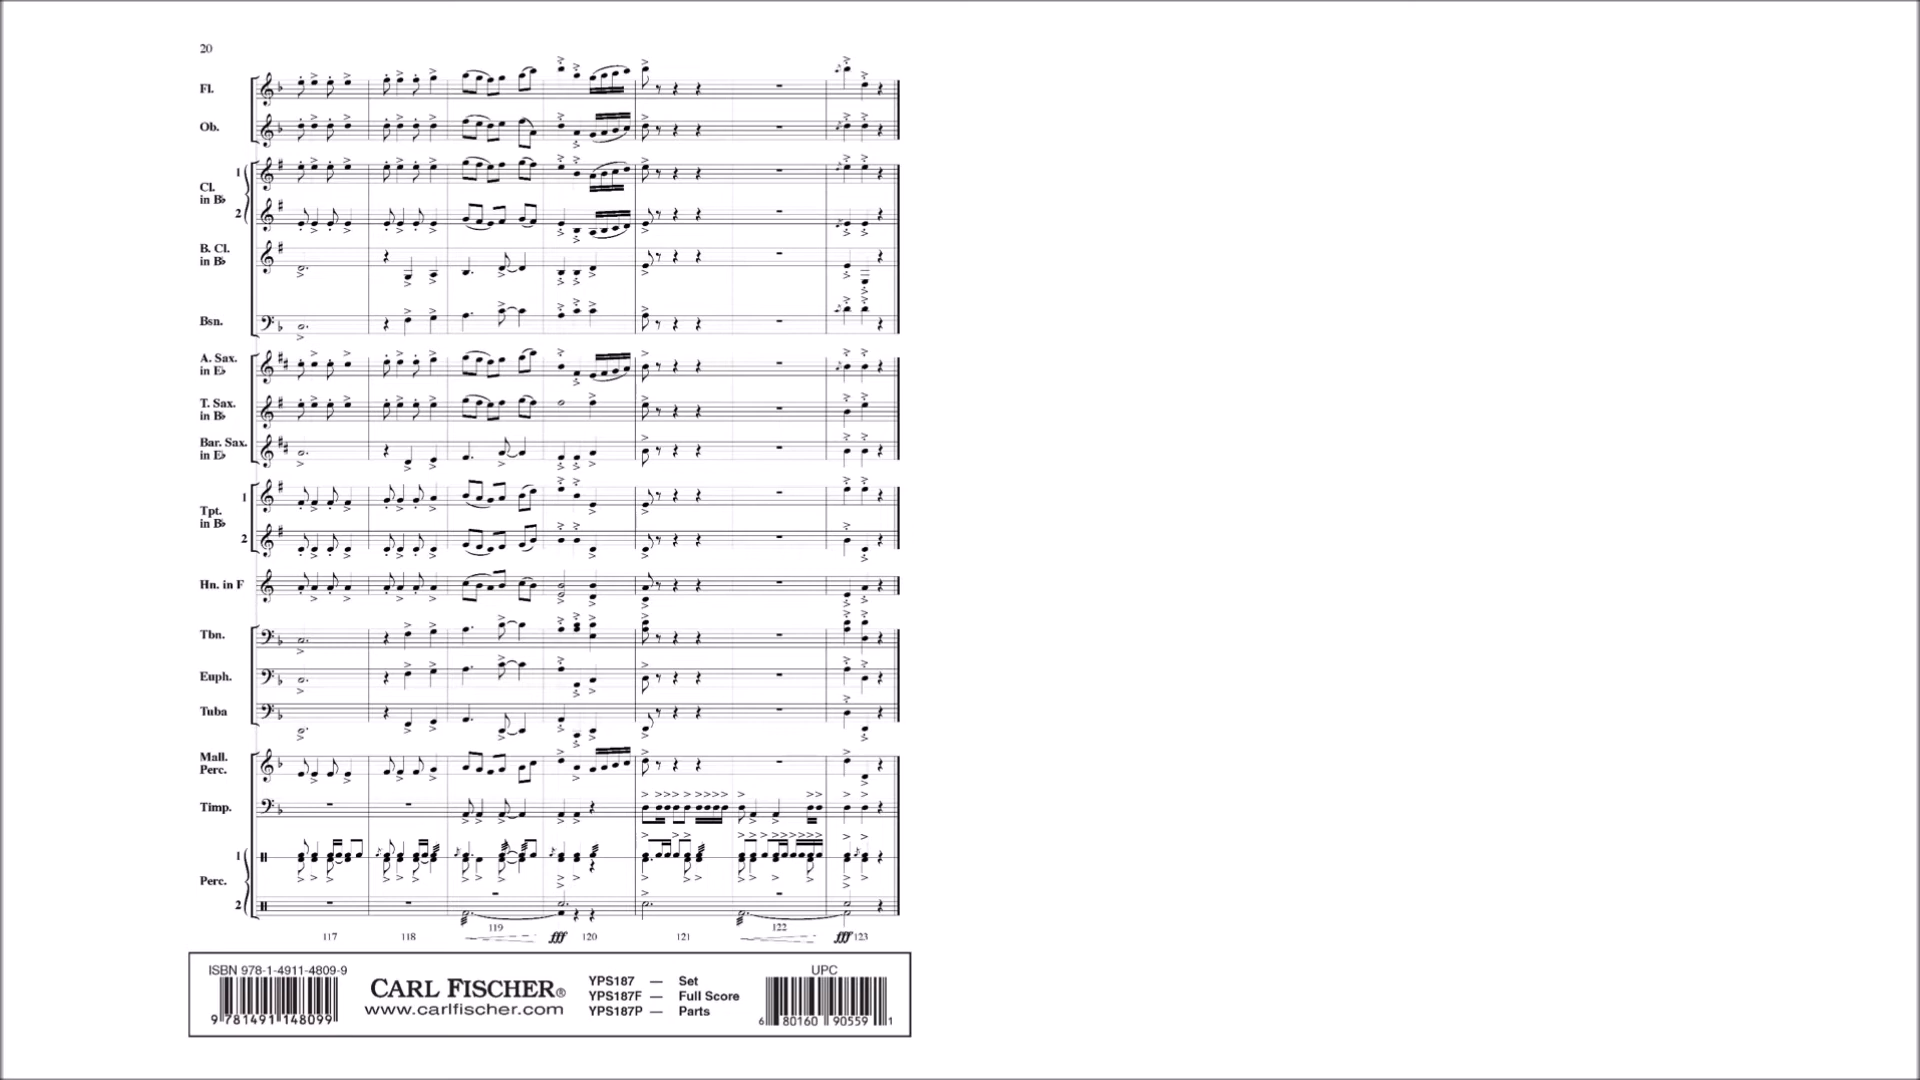 20
Fl.
Ob.
1
Cl.
in B♭
2
B. Cl.
in B♭
Bsn.
A. Sax.
in E♭
T. Sax.
in B♭
Bar. Sax.
in E♭
1
Tpt.
in B♭
2
Hn. in F
Tbn.
Euph.
Tuba
Mall.
Perc.
Timp.
1
Perc.
2
117 118 119 fff 120 121 122 fff 123
ISBN 978-1-4911-4809-9
9 781491 148099
CARL FISCHER®
www.carlfischer.com
YPS187 — Set
YPS187F — Full Score
YPS187P — Parts
UPC
6 80160 90559 1